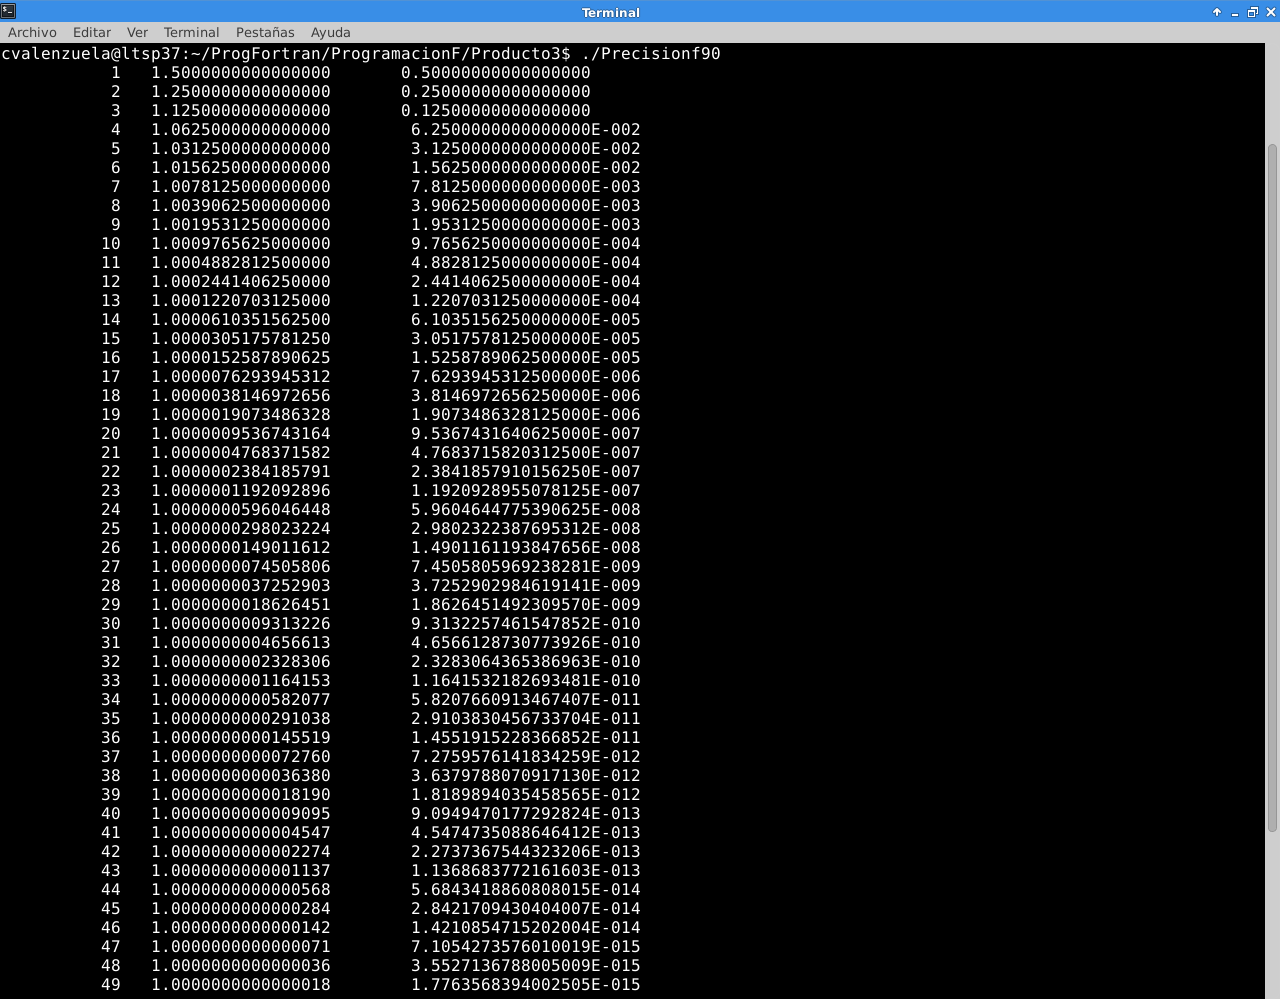 Terminal
Archivo Editar Ver Terminal Pestañas Ayuda
cvalenzuela@ltsp37:~/ProgFortran/ProgramacionF/Producto3$ ./Precisionf90
1 1.5000000000000000 0.50000000000000000
2 1.2500000000000000 0.25000000000000000
3 1.1250000000000000 0.12500000000000000
4 1.0625000000000000 6.2500000000000000E-002
5 1.0312500000000000 3.1250000000000000E-002
6 1.0156250000000000 1.5625000000000000E-002
7 1.0078125000000000 7.8125000000000000E-003
8 1.0039062500000000 3.9062500000000000E-003
9 1.0019531250000000 1.9531250000000000E-003
10 1.0009765625000000 9.7656250000000000E-004
11 1.0004882812500000 4.8828125000000000E-004
12 1.0002441406250000 2.4414062500000000E-004
13 1.0001220703125000 1.2207031250000000E-004
14 1.0000610351562500 6.1035156250000000E-005
15 1.0000305175781250 3.0517578125000000E-005
16 1.0000152587890625 1.5258789062500000E-005
17 1.0000076293945312 7.6293945312500000E-006
18 1.0000038146972656 3.8146972656250000E-006
19 1.0000019073486328 1.9073486328125000E-006
20 1.0000009536743164 9.5367431640625000E-007
21 1.0000004768371582 4.7683715820312500E-007
22 1.0000002384185791 2.3841857910156250E-007
23 1.0000001192092896 1.1920928955078125E-007
24 1.0000000596046448 5.9604644775390625E-008
25 1.0000000298023224 2.9802322387695312E-008
26 1.0000000149011612 1.4901161193847656E-008
27 1.0000000074505806 7.4505805969238281E-009
28 1.0000000037252903 3.7252902984619141E-009
29 1.0000000018626451 1.8626451492309570E-009
30 1.0000000009313226 9.3132257461547852E-010
31 1.0000000004656613 4.6566128730773926E-010
32 1.0000000002328306 2.3283064365386963E-010
33 1.0000000001164153 1.1641532182693481E-010
34 1.0000000000582077 5.8207660913467407E-011
35 1.0000000000291038 2.9103830456733704E-011
36 1.0000000000145519 1.4551915228366852E-011
37 1.0000000000072760 7.2759576141834259E-012
38 1.0000000000036380 3.6379788070917130E-012
39 1.0000000000018190 1.8189894035458565E-012
40 1.0000000000009095 9.0949470177292824E-013
41 1.0000000000004547 4.5474735088646412E-013
42 1.0000000000002274 2.2737367544323206E-013
43 1.0000000000001137 1.1368683772161603E-013
44 1.0000000000000568 5.6843418860808015E-014
45 1.0000000000000284 2.8421709430404007E-014
46 1.0000000000000142 1.4210854715202004E-014
47 1.0000000000000071 7.1054273576010019E-015
48 1.0000000000000036 3.5527136788005009E-015
49 1.0000000000000018 1.7763568394002505E-015